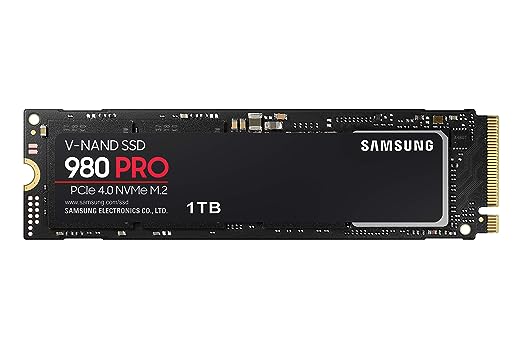 V-NAND SSD
980 PRO
PCIe 4.0 NVMe M.2
www.samsung.com/ssd
SAMSUNG ELECTRONICS CO., LTD.
1TB
SAMSUNG